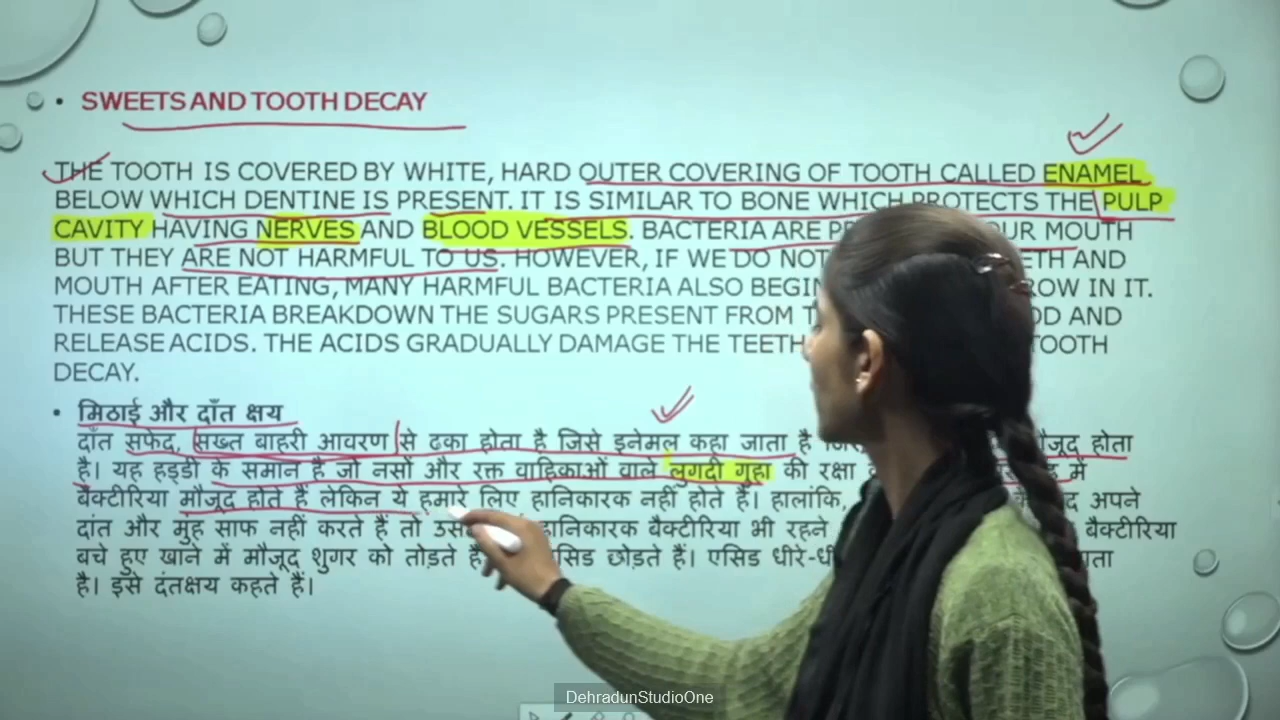 SWEETS AND TOOTH DECAY
THE TOOTH IS COVERED BY WHITE, HARD OUTER COVERING OF TOOTH CALLED ENAMEL
BELOW WHICH DENTINE IS PRESENT. IT IS SIMILAR TO BONE WHICH PROTECTS THE PULP
CAVITY HAVING NERVES AND BLOOD VESSELS. BACTERIA ARE MOUTH
BUT THEY ARE NOT HARMFUL TO US. HOWEVER, IF WE DO NOT AND
MOUTH AFTER EATING, MANY HARMFUL BACTERIA ALSO BEGIN IN IT.
THESE BACTERIA BREAKDOWN THE SUGARS PRESENT FROM AND
RELEASE ACIDS. THE ACIDS GRADUALLY DAMAGE THE TEETH TOOTH
DECAY.
मिठाई और दाँत क्षय
दाँत सफेद, सख्त बाहरी आवरण से ढका होता है जिसे इनेमल कहा जाता है होता
है। यह हड्डी के समान है जो नसों और रक्त वाहिकाओं वाले लुगदी गुहा की रक्षा में
बैक्टीरिया मौजूद होते हैं लेकिन ये हमारे लिए हानिकारक नहीं होते हैं। हालांकि, अपने
दांत और मुंह साफ नहीं करते हैं तो हानिकारक बैक्टीरिया भी रहने बैक्टीरिया
बचे हुए खाने में मौजूद शुगर को तोड़ते छोड़ते हैं। एसिड
है। इसे दंतक्षय कहते हैं।
DehradunStudioOne